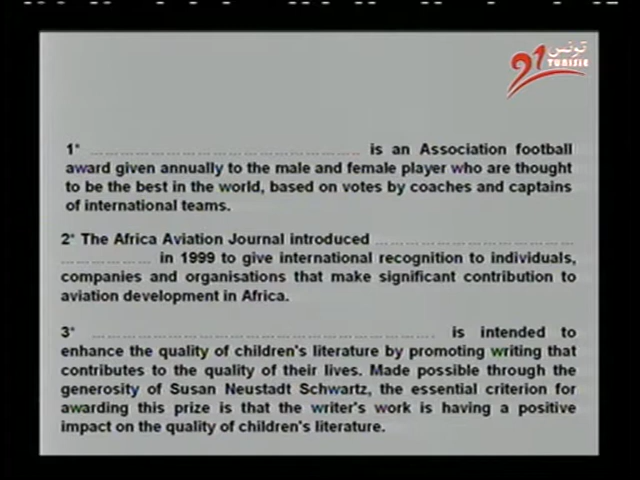 تونس
21
TUNISIE
1* ........................................................ is an Association football
award given annually to the male and female player who are thought
to be the best in the world, based on votes by coaches and captains
of international teams.
2* The Africa Aviation Journal introduced ......................................
.................. in 1999 to give international recognition to individuals,
companies and organisations that make significant contribution to
aviation development in Africa.
3* .................................................................. is intended to
enhance the quality of children's literature by promoting writing that
contributes to the quality of their lives. Made possible through the
generosity of Susan Neustadt Schwartz, the essential criterion for
awarding this prize is that the writer's work is having a positive
impact on the quality of children's literature.